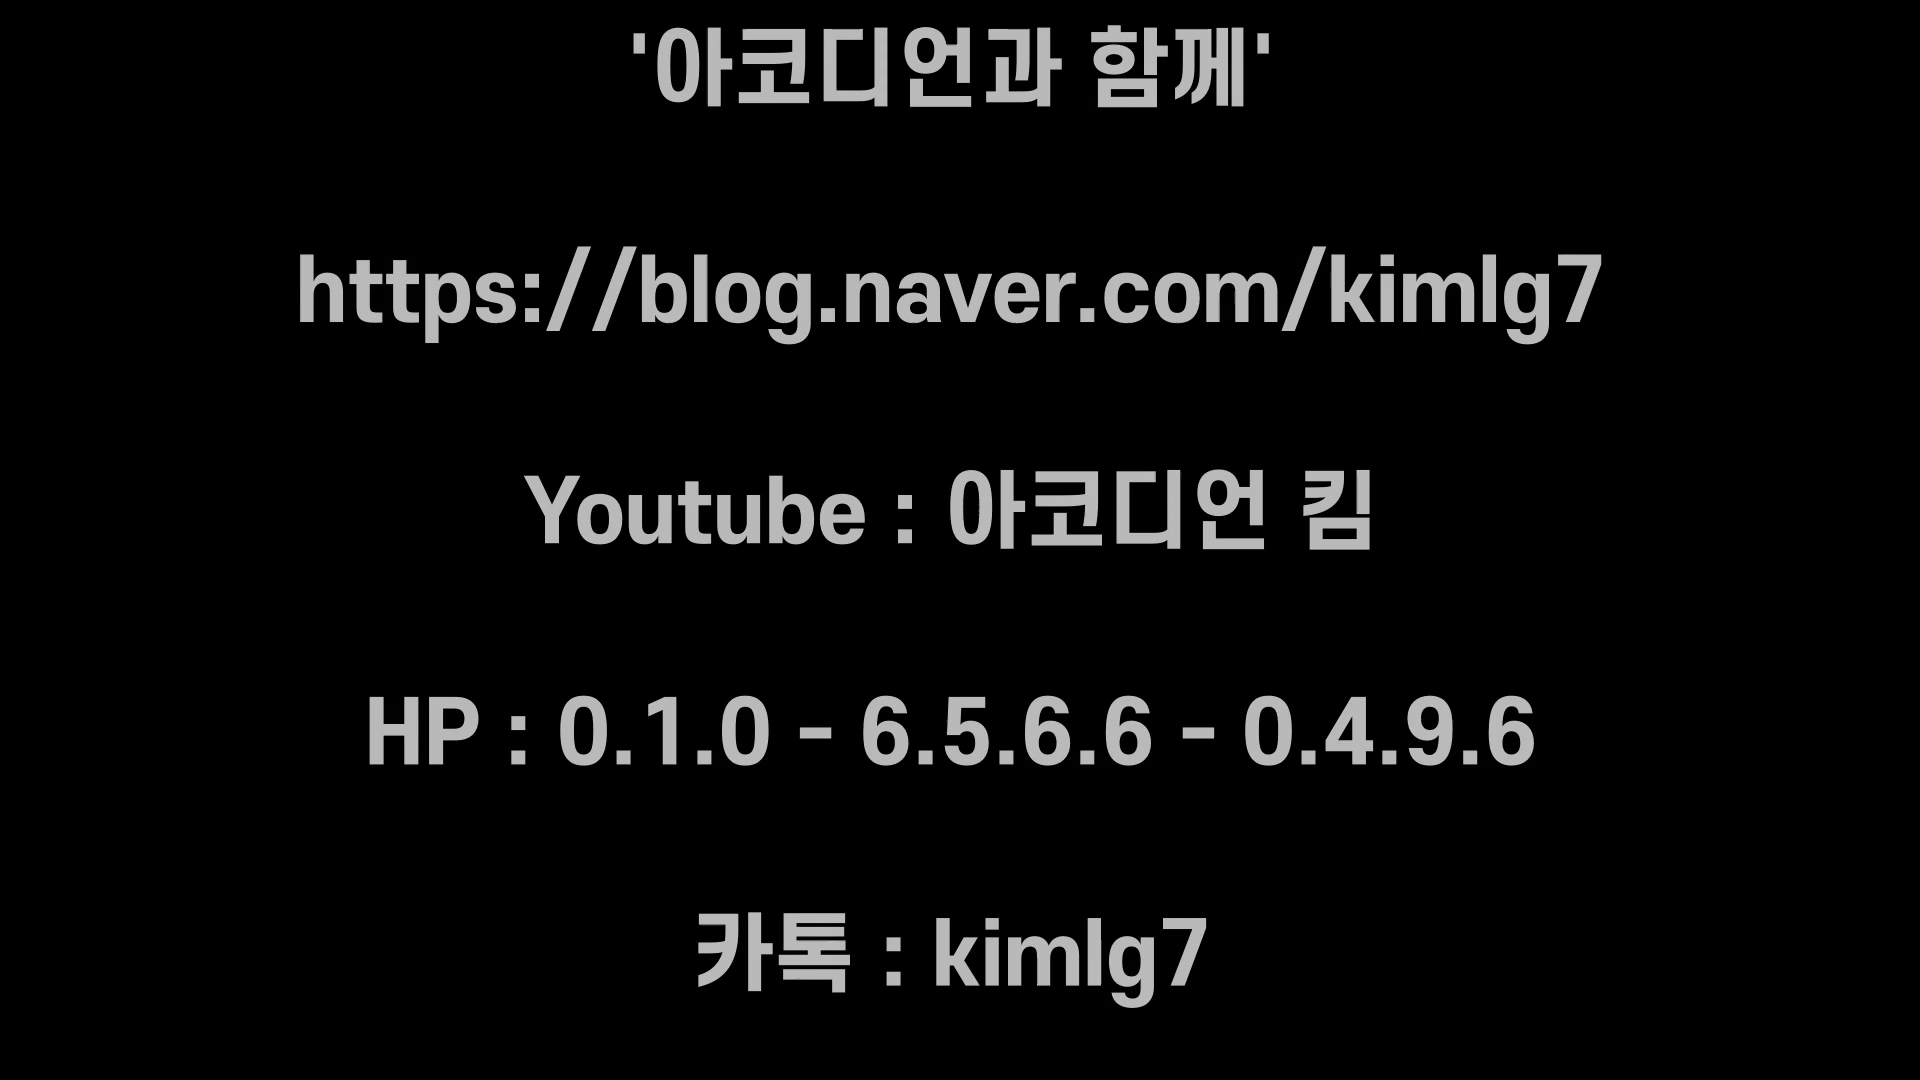 '아코디언과 함께'
https://blog.naver.com/kimlg7
Youtube : 아코디언 킴
HP : 0.1.0 - 6.5.6.6 - 0.4.9.6
카톡 : kimlg7